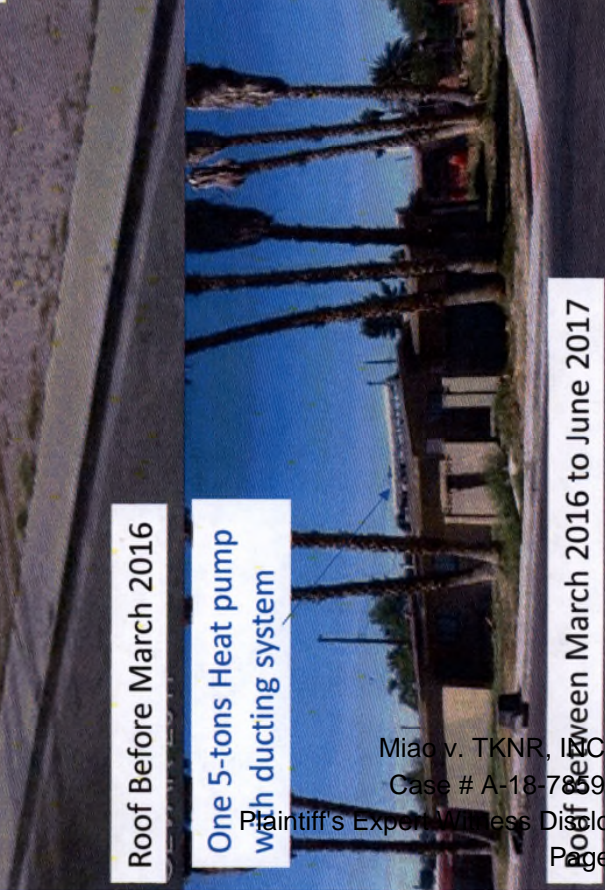 Roof Before March 2016
One 5-tons Heat pump
with ducting system
Roof Between March 2016 to June 2017
Miao v. TKNR, INC
Case # A-18-7859
Plaintiff's Expert Witness Disclo
Page